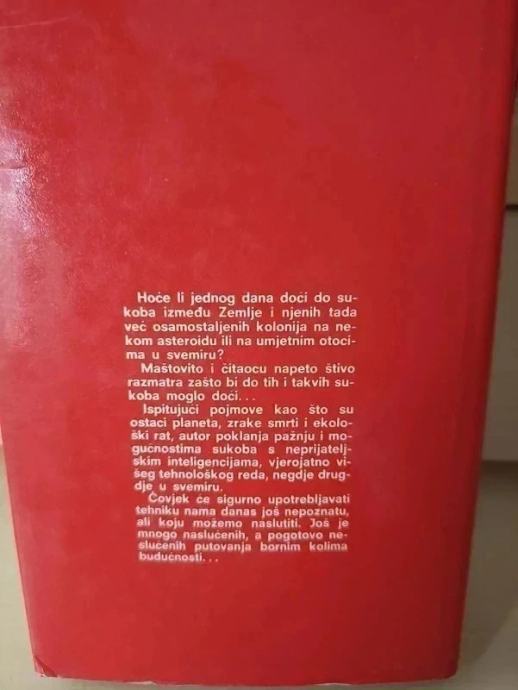 Hoće li jednog dana doći do su-
koba između Zemlje i njenih tada
već osamostaljenih kolonija na ne-
kom asteroidu ili na umjetnim otoci-
ma u svemiru?
Maštovito i čitaocu napeto štivo
razmatra zašto bi do tih i takvih su-
koba moglo doći...
Ispitujući pojmove kao što su
ostaci planeta, zrake smrti i ekolo-
ški rat, autor poklanja pažnju i mo-
gućnostima sukoba s neprijatelj-
skim inteligencijama, vjerojatno vi-
šeg tehnološkog reda, negdje drug-
dje u svemiru.
Čovjek će sigurno upotrebljavati
tehniku nama danas još nepoznatu,
ali koju možemo naslutiti. Još je
mnogo naslućenih, a pogotovo ne-
slućenih putovanja bornim kolima
budućnosti...